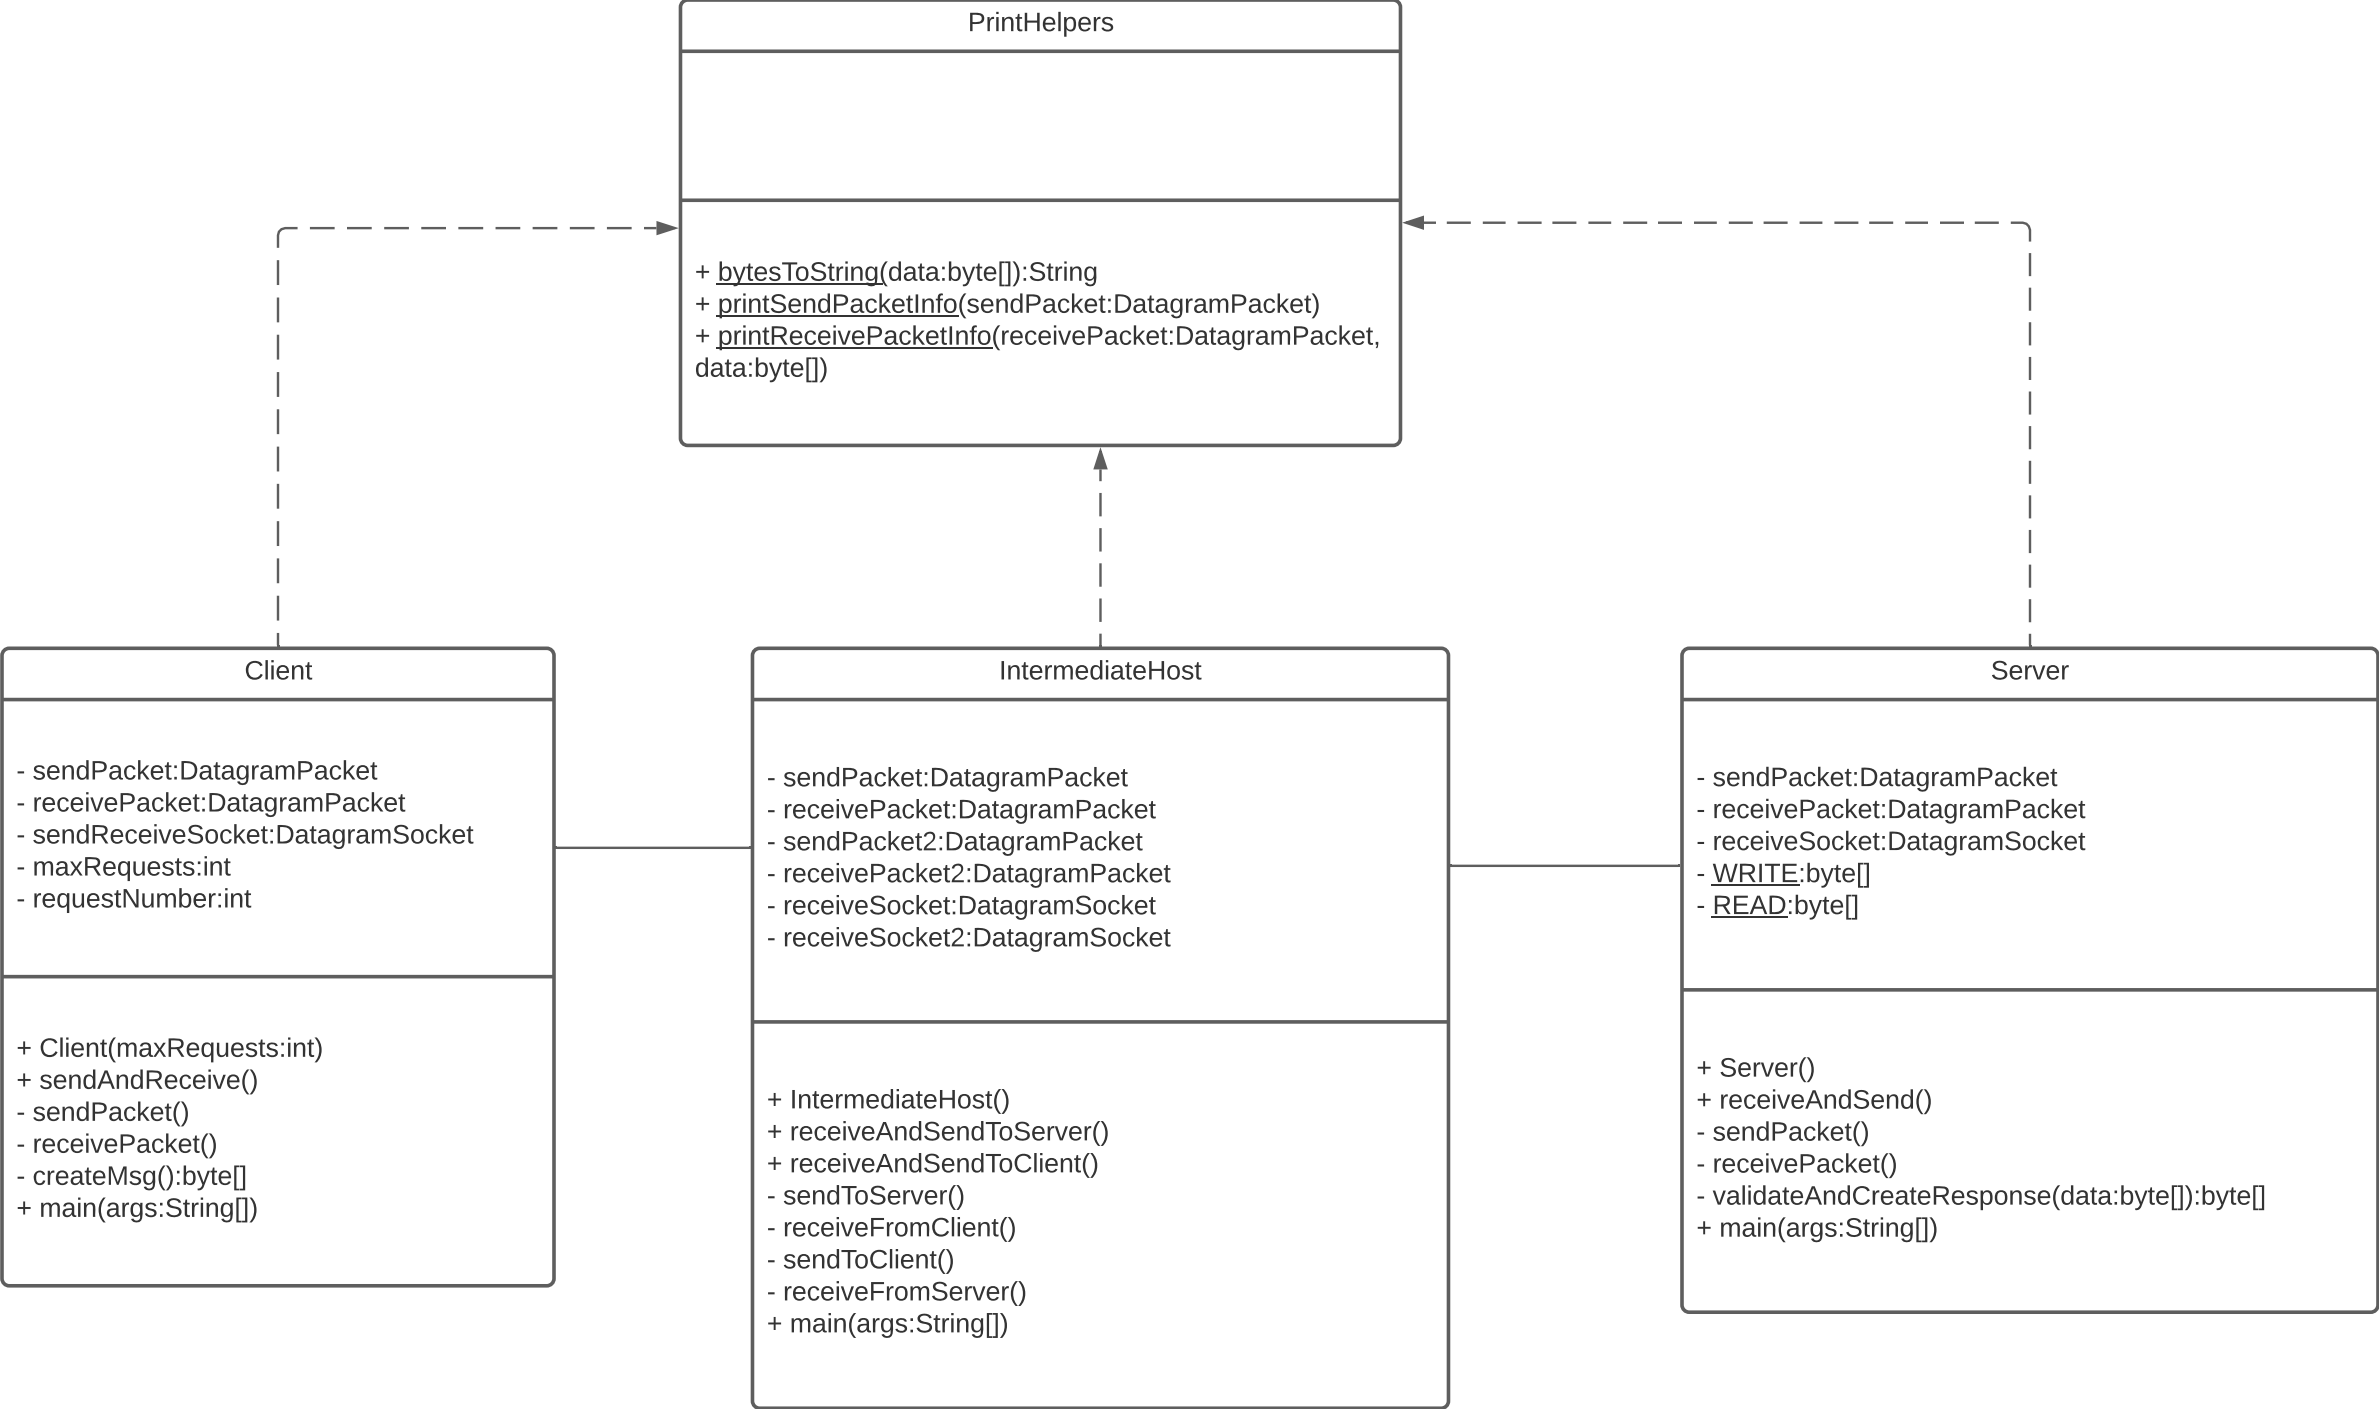 PrintHelpers
+ bytesToString(data:byte[]):String
+ printSendPacketInfo(sendPacket:DatagramPacket)
+ printReceivePacketInfo(receivePacket:DatagramPacket,
data:byte[])
Client
- sendPacket:DatagramPacket
- receivePacket:DatagramPacket
- sendReceiveSocket:DatagramSocket
- maxRequests:int
- requestNumber:int
+ Client(maxRequests:int)
+ sendAndReceive()
- sendPacket()
- receivePacket()
- createMsg():byte[]
+ main(args:String[])
IntermediateHost
- sendPacket:DatagramPacket
- receivePacket:DatagramPacket
- sendPacket2:DatagramPacket
- receivePacket2:DatagramPacket
- receiveSocket:DatagramSocket
- receiveSocket2:DatagramSocket
+ IntermediateHost()
+ receiveAndSendToServer()
+ receiveAndSendToClient()
- sendToServer()
- receiveFromClient()
- sendToClient()
- receiveFromServer()
+ main(args:String[])
Server
- sendPacket:DatagramPacket
- receivePacket:DatagramPacket
- receiveSocket:DatagramSocket
- WRITE:byte[]
- READ:byte[]
+ Server()
+ receiveAndSend()
- sendPacket()
- receivePacket()
- validateAndCreateResponse(data:byte[]):byte[]
+ main(args:String[])